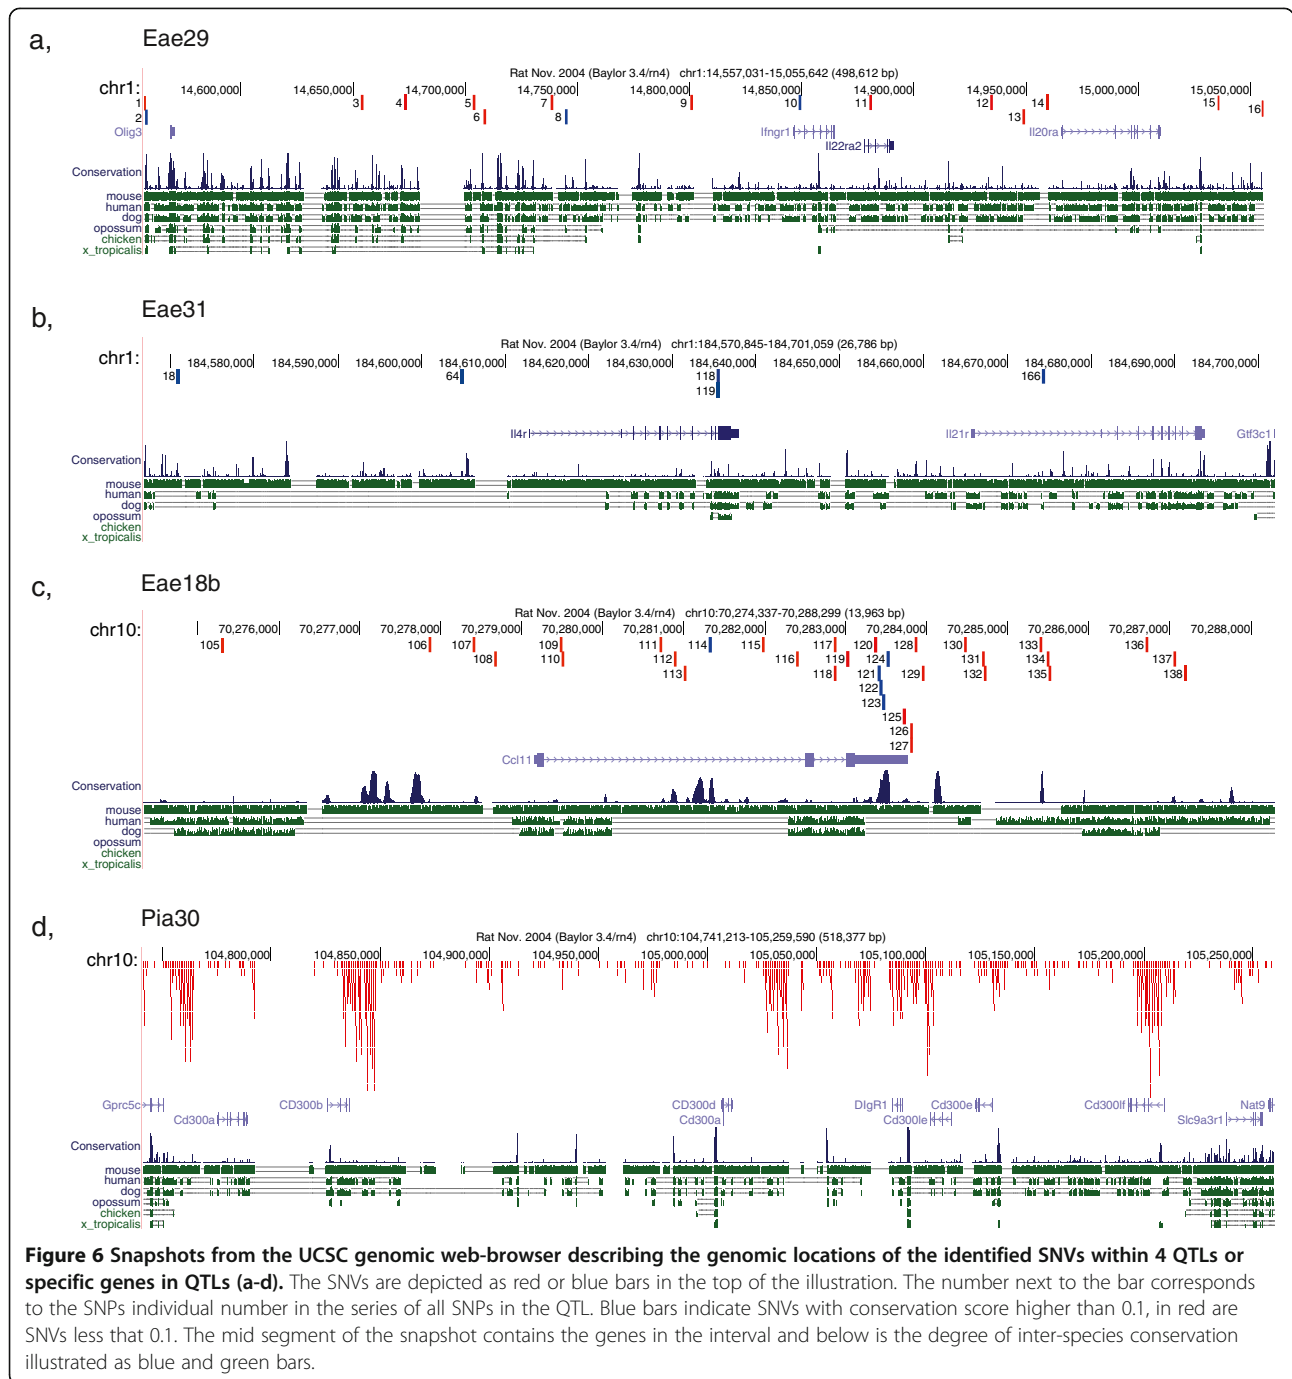 a, Eae29
Rat Nov. 2004 (Baylor 3.4/rn4) chr1:14,557,031-15,055,642 (498,612 bp)
chr1: 14,600,000 14,650,000 14,700,000 14,750,000 14,800,000 14,850,000 14,900,000 14,950,000 15,000,000 15,050,000
1 3 4 5 7 9 10 11 12 14 15 16
2 6 8 13
Olig3 Ifngr1 Il20ra
Il22ra2
Conservation
mouse
human
dog
opossum
chicken
x_tropicalis
b, Eae31
Rat Nov. 2004 (Baylor 3.4/rn4) chr1:184,570,845-184,701,059 (26,786 bp)
chr1: 184,580,000 184,590,000 184,600,000 184,610,000 184,620,000 184,630,000 184,640,000 184,650,000 184,660,000 184,670,000 184,680,000 184,690,000 184,700,000
18 64 118 166
119
Il4r Il21r Gtf3c1
Conservation
mouse
human
dog
opossum
chicken
x_tropicalis
c, Eae18b
Rat Nov. 2004 (Baylor 3.4/rn4) chr10:70,274,337-70,288,299 (13,963 bp)
chr10: 70,276,000 70,277,000 70,278,000 70,279,000 70,280,000 70,281,000 70,282,000 70,283,000 70,284,000 70,285,000 70,286,000 70,287,000 70,288,000
105 106 107 109 111 114 115 117 120 128 130 133 136
108 110 112 116 119 124 131 134 137
113 118 121 129 132 135 138
122
123
125
126
127
Ccl11
Conservation
mouse
human
dog
opossum
chicken
x_tropicalis
d, Pia30
Rat Nov. 2004 (Baylor 3.4/rn4) chr10:104,741,213-105,259,590 (518,377 bp)
chr10: 104,800,000 104,850,000 104,900,000 104,950,000 105,000,000 105,050,000 105,100,000 105,150,000 105,200,000 105,250,000
Gprc5c CD300b CD300d DIgR1 Cd300e Cd300lf Nat9
Cd300a Cd300a Cd300le Slc9a3r1
Conservation
mouse
human
dog
opossum
chicken
x_tropicalis
Figure 6 Snapshots from the UCSC genomic web-browser describing the genomic locations of the identified SNVs within 4 QTLs or
specific genes in QTLs (a-d). The SNVs are depicted as red or blue bars in the top of the illustration. The number next to the bar corresponds
to the SNPs individual number in the series of all SNPs in the QTL. Blue bars indicate SNVs with conservation score higher than 0.1, in red are
SNVs less that 0.1. The mid segment of the snapshot contains the genes in the interval and below is the degree of inter-species conservation
illustrated as blue and green bars.